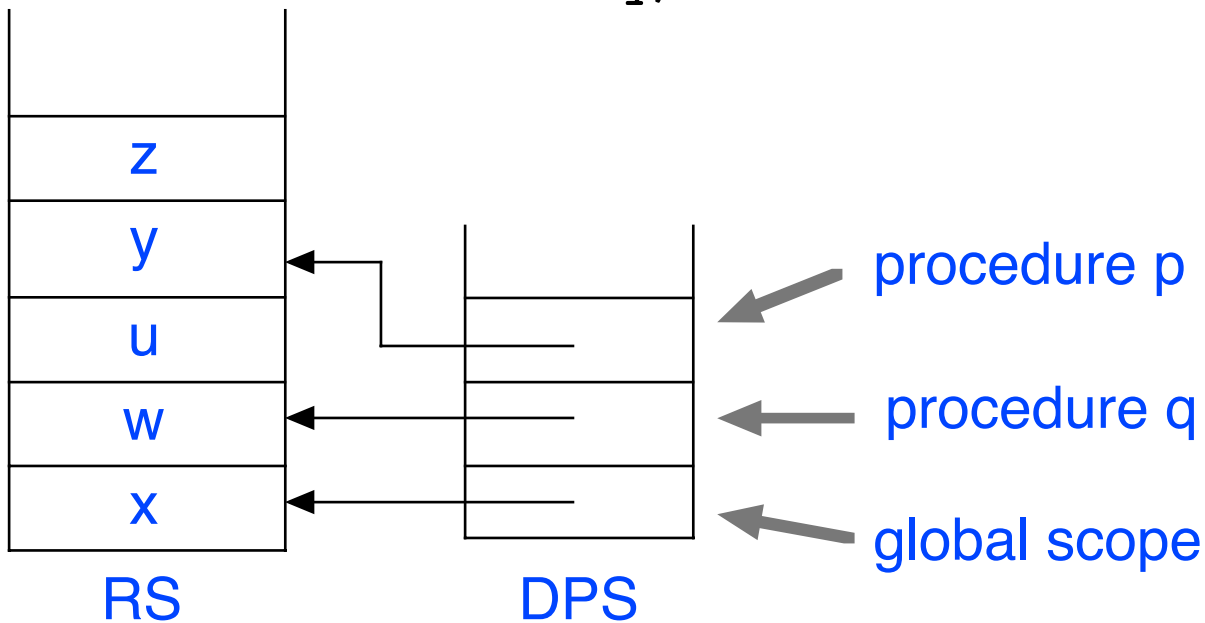 z
y
u
w
x
RS
DPS
procedure p
procedure q
global scope